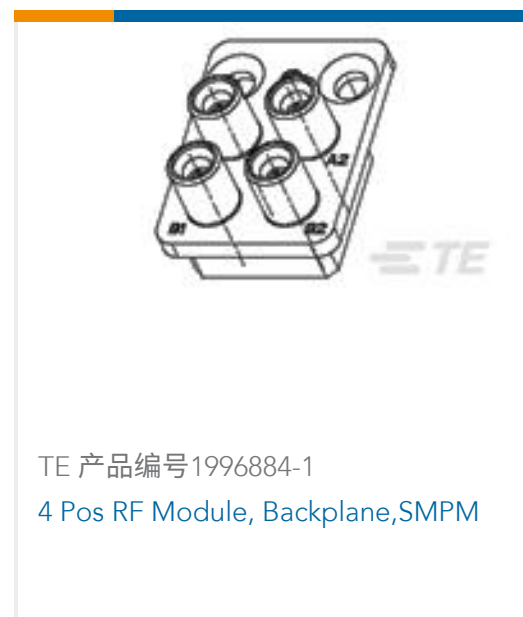 A2
B1
B2
TE
TE 产品编号1996884-1
4 Pos RF Module, Backplane,SMPM